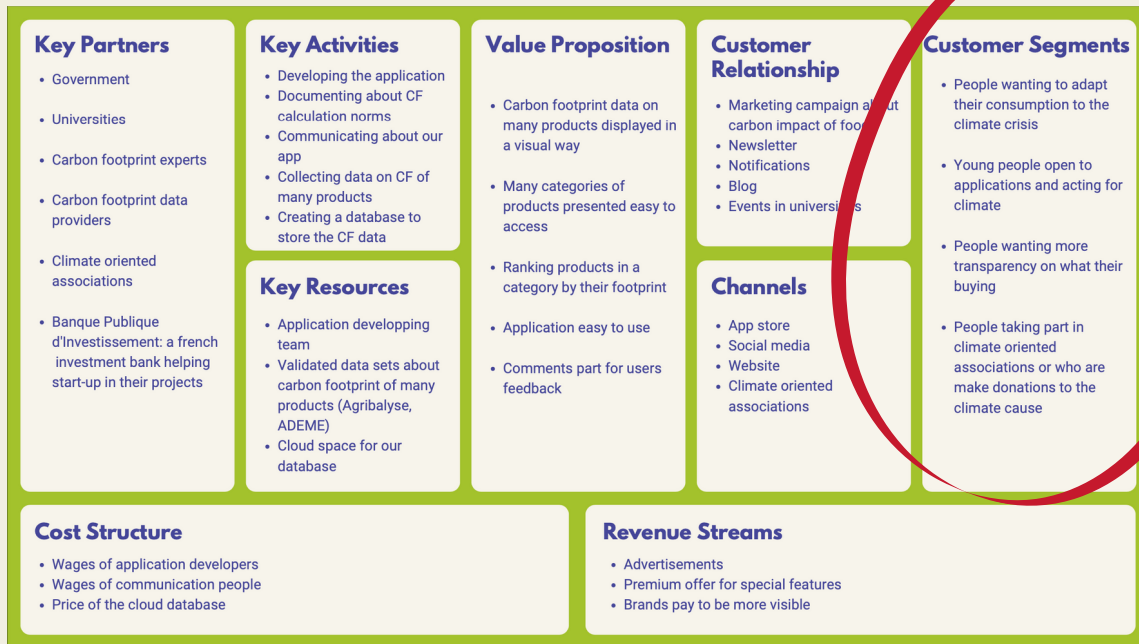 Key Partners
• Government
• Universities
• Carbon footprint experts
• Carbon footprint data
providers
• Climate oriented
associations
• Banque Publique
d'Investissement: a french
investment bank helping
start-up in their projects
Key Activities
• Developing the application
• Documenting about CF
calculation norms
• Communicating about our
app
• Collecting data on CF of
many products
• Creating a database to
store the CF data
Key Resources
• Application developping
team
• Validated data sets about
carbon footprint of many
products (Agribalyse,
ADEME)
• Cloud space for our
database
Value Proposition
• Carbon footprint data on
many products displayed in
a visual way
• Many categories of
products presented easy to
access
• Ranking products in a
category by their footprint
• Application easy to use
• Comments part for users
feedback
Customer
Relationship
• Marketing campaign about
carbon impact of food
• Newsletter
• Notifications
• Blog
• Events in universities
Channels
• App store
• Social media
• Website
• Climate oriented
associations
Customer Segments
• People wanting to adapt
their consumption to the
climate crisis
• Young people open to
applications and acting for
climate
• People wanting more
transparency on what their
buying
• People taking part in
climate oriented
associations or who are
make donations to the
climate cause
Cost Structure
• Wages of application developers
• Wages of communication people
• Price of the cloud database
Revenue Streams
• Advertisements
• Premium offer for special features
• Brands pay to be more visible